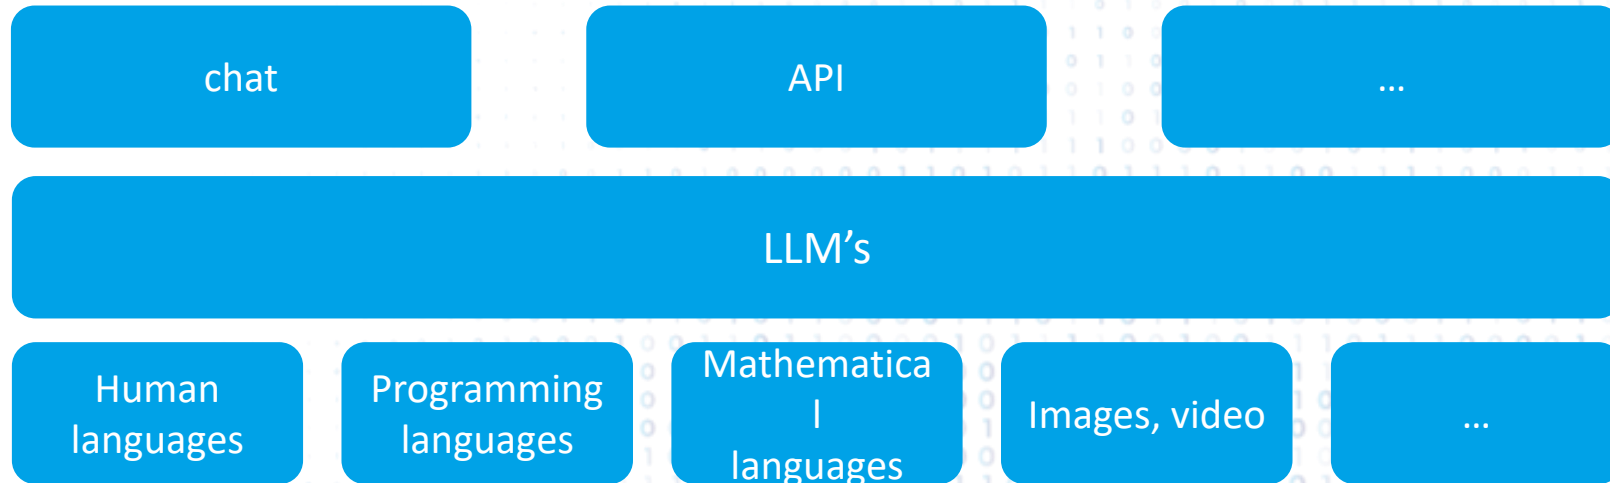 chat
API
...
LLM’s
Human
languages
Programming
languages
Mathematica
l
languages
Images, video
...